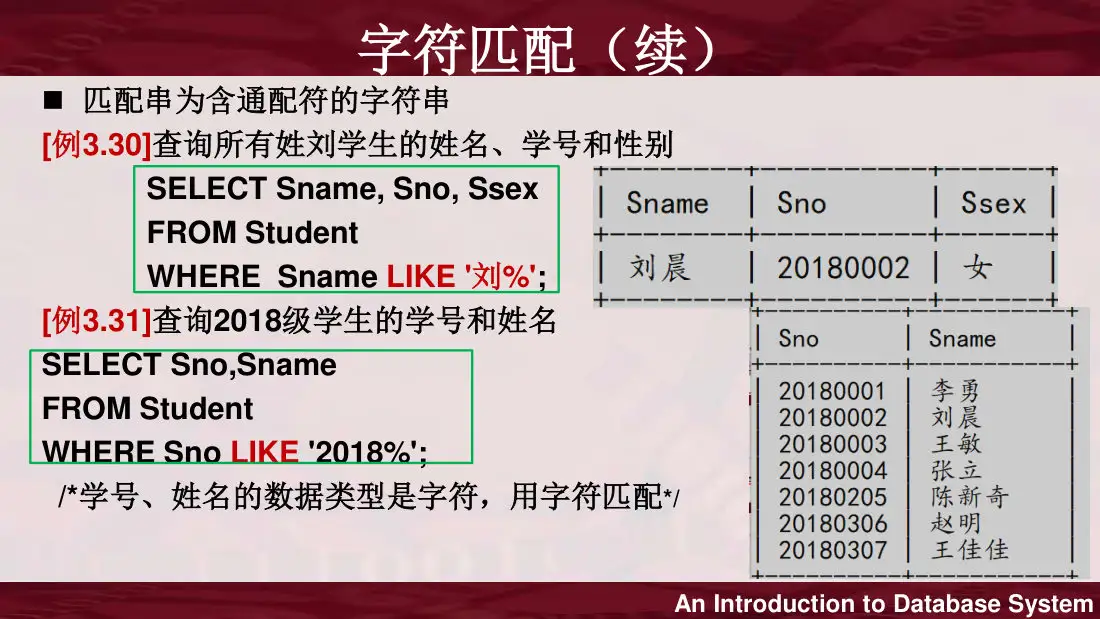 字符匹配（续）
■ 匹配串为含通配符的字符串
[例3.30]查询所有姓刘学生的姓名、学号和性别
SELECT Sname, Sno, Ssex
FROM Student
WHERE Sname LIKE '刘%';
| Sname | Sno | Ssex |
| 刘晨 | 20180002 | 女
[例3.31]查询2018级学生的学号和姓名
SELECT Sno,Sname
FROM Student
WHERE Sno LIKE '2018%';
/*学号、姓名的数据类型是字符，用字符匹配*/
| Sno | Sname |
| 20180001 | 李勇 |
| 20180002 | 刘晨 |
| 20180003 | 王敏 |
| 20180004 | 张立 |
| 20180205 | 陈新奇 |
| 20180306 | 赵明 |
| 20180307 | 王佳佳 |
An Introduction to Database System